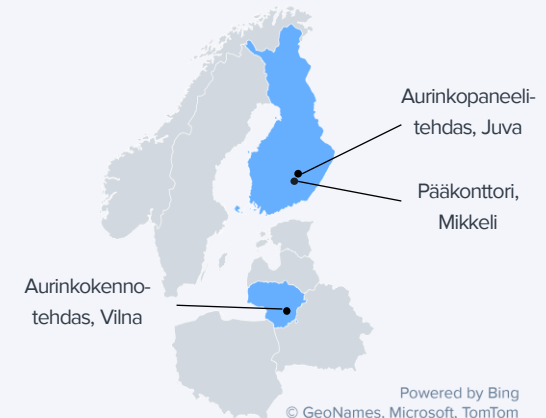 Aurinkopaneeli-
tehdas, Juva
Pääkonttori,
Mikkeli
Aurinkokenno-
tehdas, Vilna
Powered by Bing
© GeoNames, Microsoft, TomTom